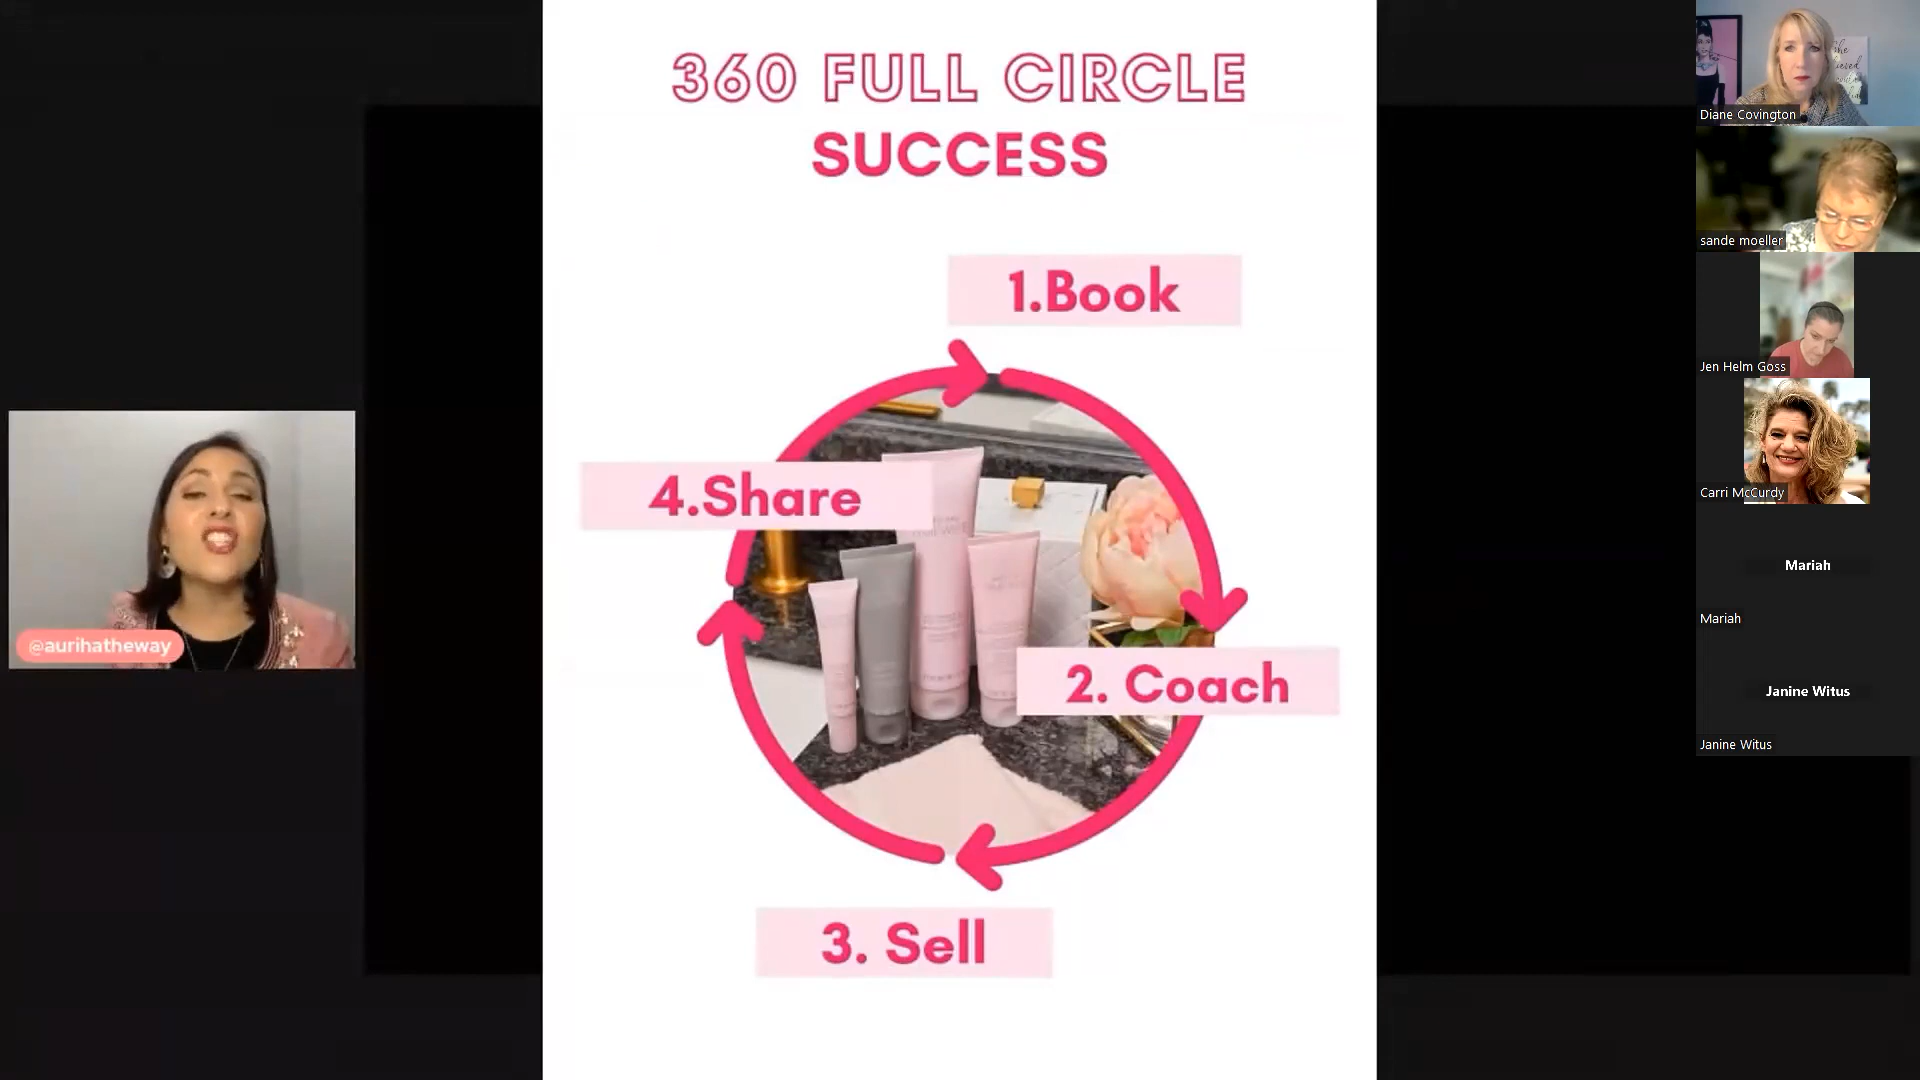 360 FULL CIRCLE
SUCCESS
1.Book
4.Share
2. Coach
3. Sell
@aurihatheway
Diane Covington
sande moeller
Jen Helm Goss
Carri McCurdy
Mariah
Mariah
Janine Witus
Janine Witus